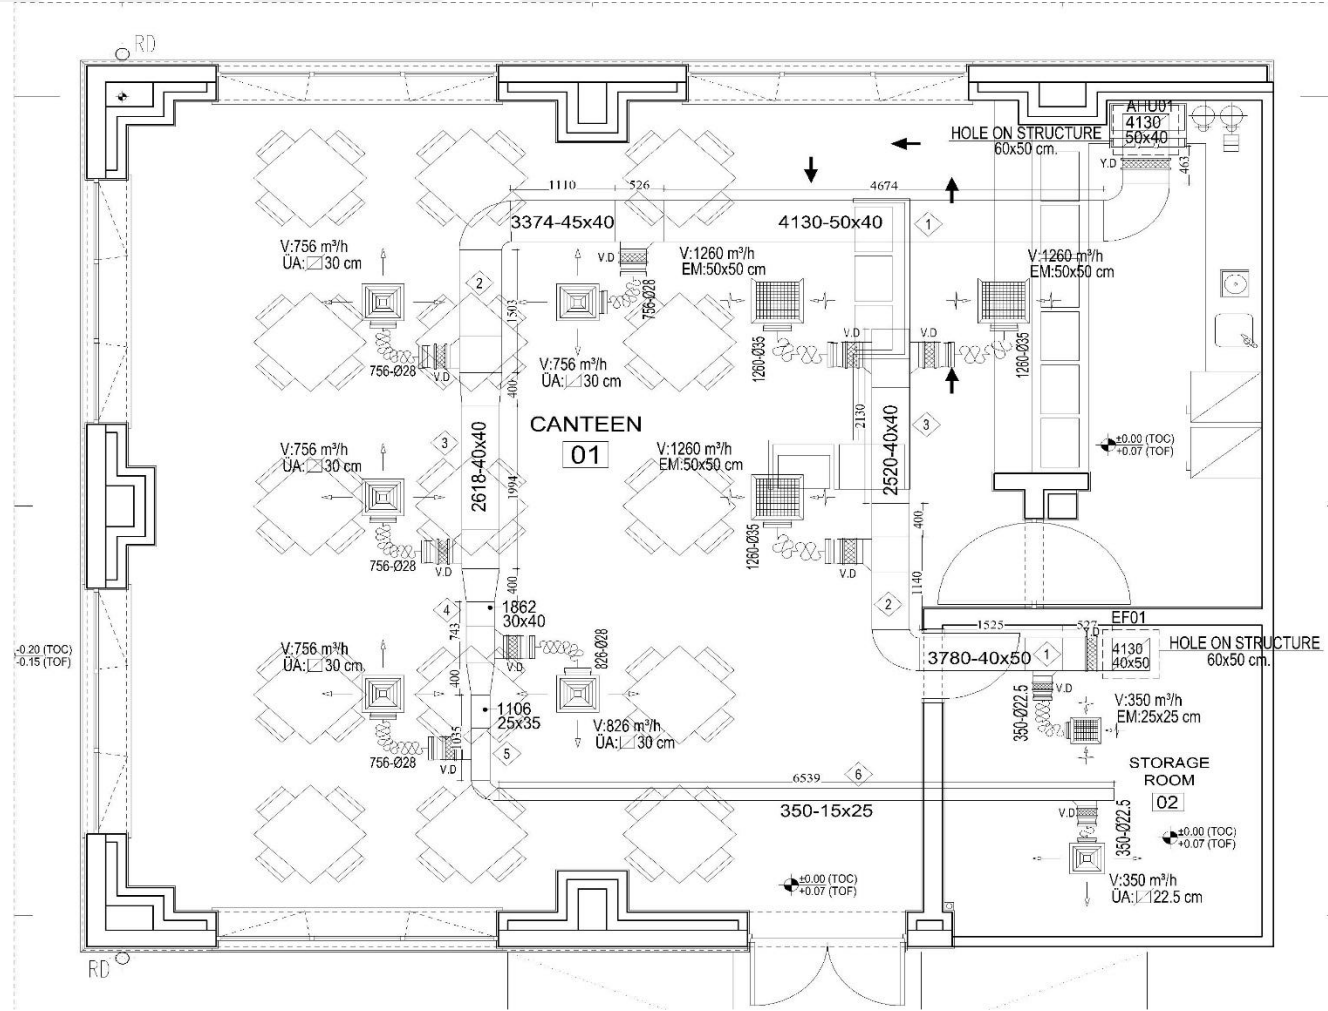 RD
AHU01
4130
50x40
HOLE ON STRUCTURE
60x50 cm.
Y.D
463
1110
526
4674
3374-45x40
4130-50x40
1
V:756 m³/h
ÜA: 30 cm
V.D
V:1260 m³/h
EM:50x50 cm
V:1260 m³/h
EM:50x50 cm
2
1503
756-Ø28
V.D
V.D
1260-Ø35
1260-Ø35
756-Ø28
V.D
V:756 m³/h
ÜA: 30 cm
400
2130
CANTEEN
01
3
2618-40x40
1994
3
2520-40x40
V:756 m³/h
ÜA: 30 cm
V:1260 m³/h
EM:50x50 cm
±0.00 (TOC)
+0.07 (TOF)
400
1260-Ø35
V.D
756-Ø28
V.D
400
1140
4
1862
30x40
2
743
826-Ø28
V.D
EF01
1525
527
V.D
HOLE ON STRUCTURE
60x50 cm.
4130
40x50
3780-40x50
1
-0.20 (TOC)
-0.15 (TOF)
V:756 m³/h
ÜA: 30 cm
400
1106
25x35
350-Ø22.5
V.D
V:350 m³/h
EM:25x25 cm
V:826 m³/h
ÜA: 30 cm
1035
5
756-Ø28
V.D
STORAGE
ROOM
02
6539
6
350-15x25
V.D
350-Ø22.5
±0.00 (TOC)
+0.07 (TOF)
±0.00 (TOC)
+0.07 (TOF)
V:350 m³/h
ÜA: 22.5 cm
RD